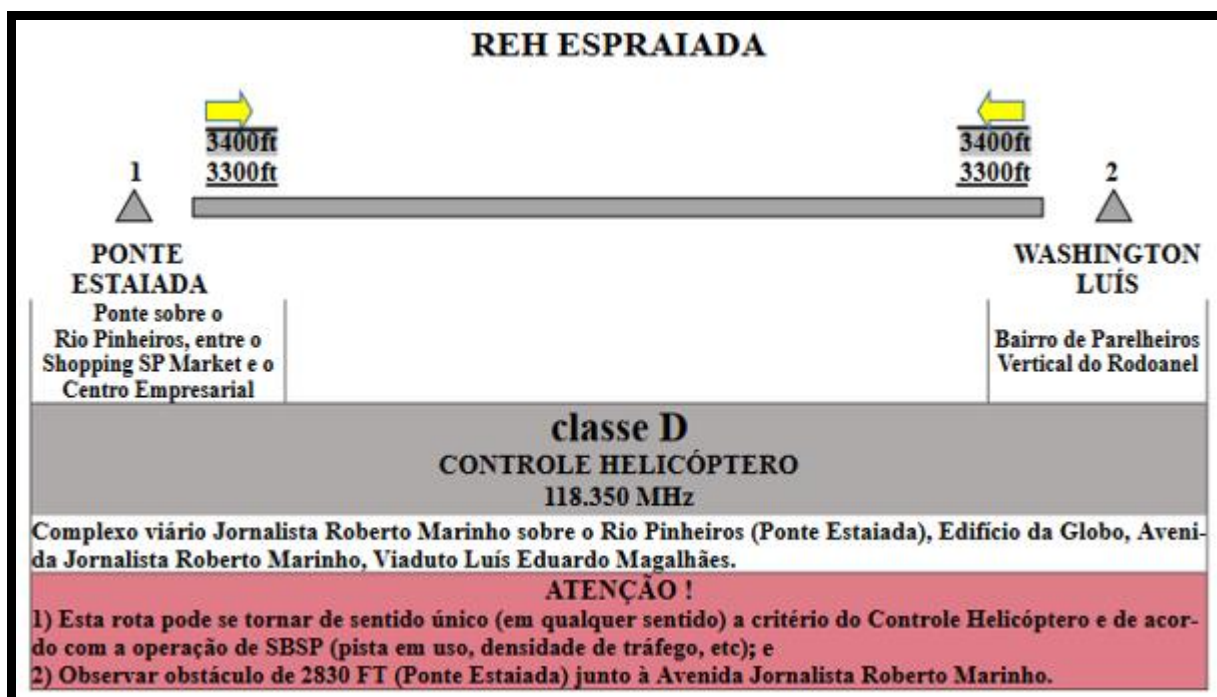 REH ESPRAIADA
3400ft
3300ft
3400ft
3300ft
1
2
PONTE
ESTAIADA
WASHINGTON
LUÍS
Ponte sobre o
Rio Pinheiros, entre o
Shopping SP Market e o
Centro Empresarial
Bairro de Parelheiros
Vertical do Rodoanel
classe D
CONTROLE HELICÓPTERO
118.350 MHz
Complexo viário Jornalista Roberto Marinho sobre o Rio Pinheiros (Ponte Estaiada), Edifício da Globo, Aveni-
da Jornalista Roberto Marinho, Viaduto Luís Eduardo Magalhães.
ATENÇÃO !
1) Esta rota pode se tornar de sentido único (em qualquer sentido) a critério do Controle Helicóptero e de acor-
do com a operação de SBSP (pista em uso, densidade de tráfego, etc); e
2) Observar obstáculo de 2830 FT (Ponte Estaiada) junto à Avenida Jornalista Roberto Marinho.